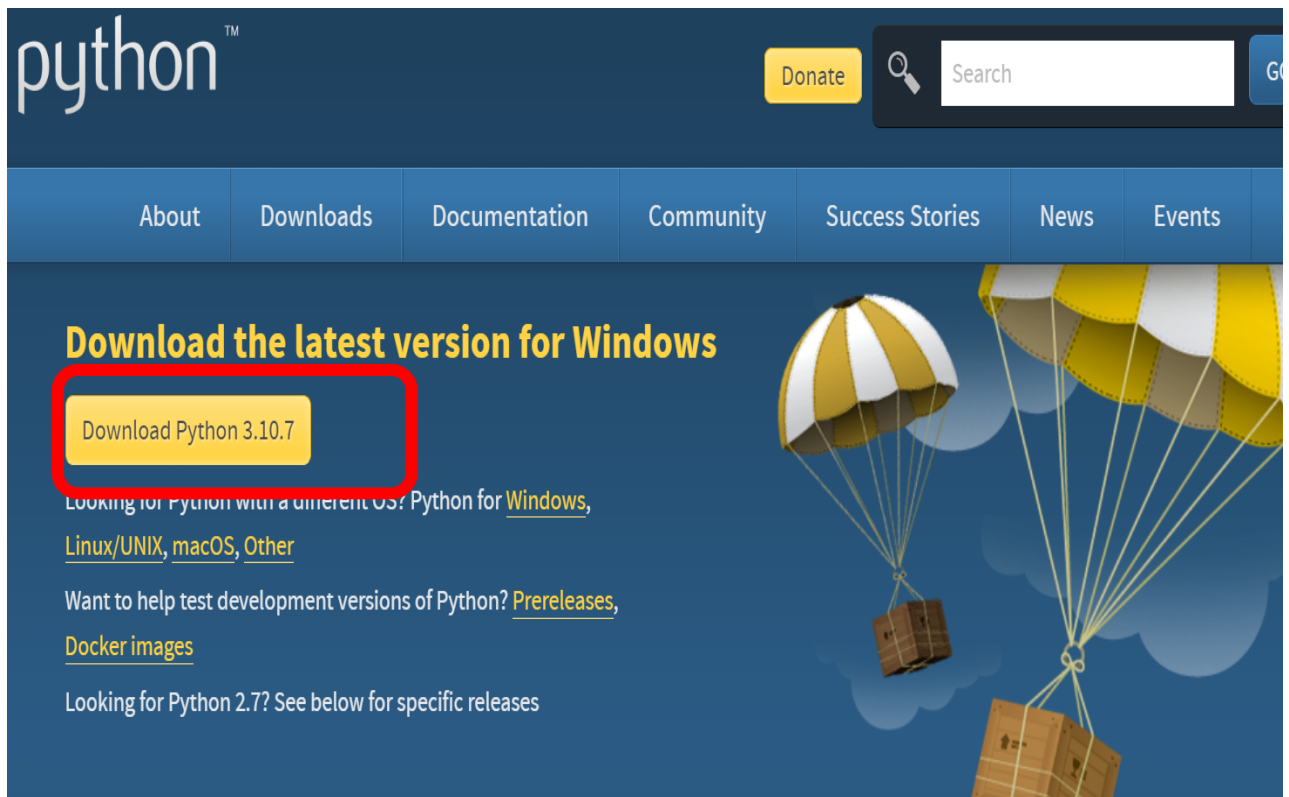 python™
Donate
Search
About Downloads Documentation Community Success Stories News Events
Download the latest version for Windows
Download Python 3.10.7
Looking for Python with a different OS? Python for Windows,
Linux/UNIX, macOS, Other
Want to help test development versions of Python? Prereleases,
Docker images
Looking for Python 2.7? See below for specific releases